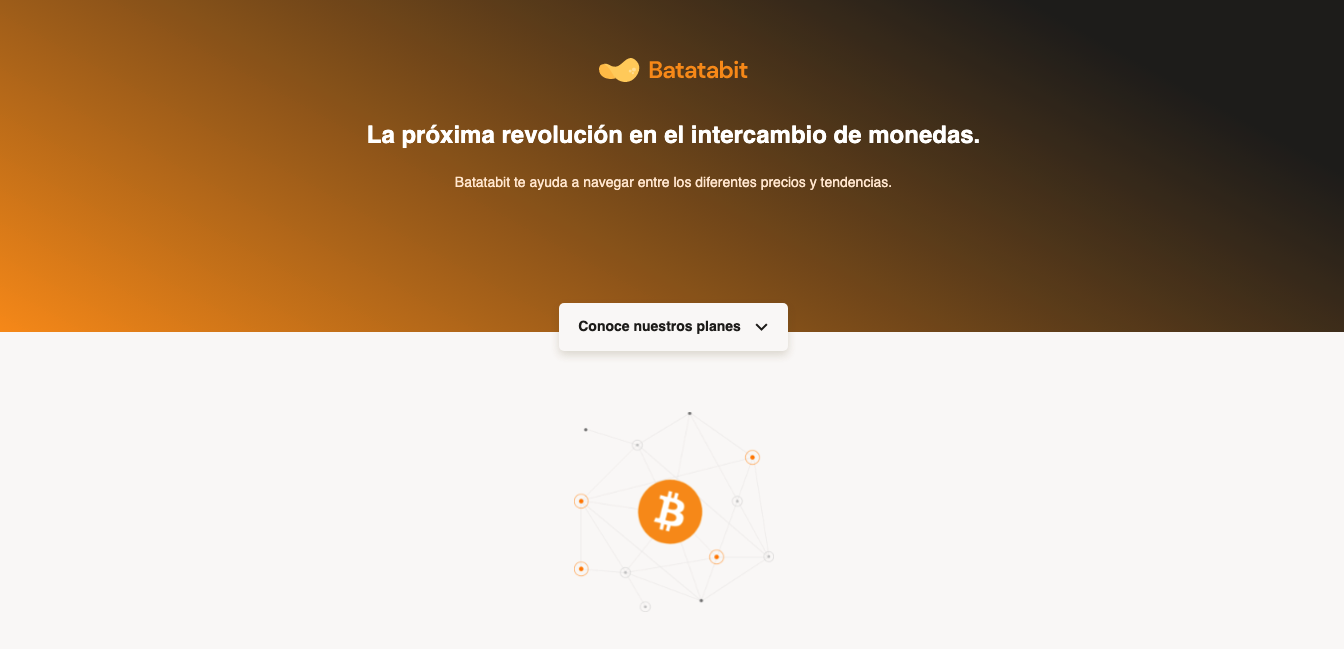 Batatabit
La próxima revolución en el intercambio de monedas.
Batatabit te ayuda a navegar entre los diferentes precios y tendencias.
Conoce nuestros planes